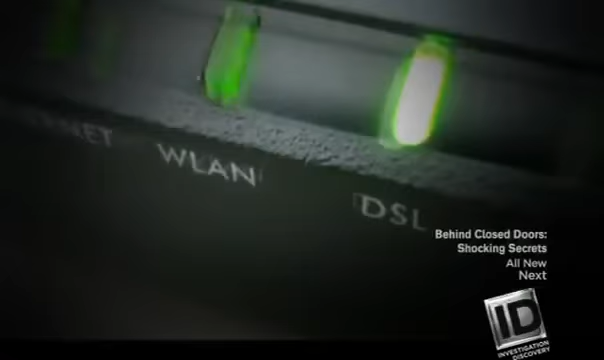 WLAN
DSL
Behind Closed Doors:
Shocking Secrets
All New
Next
ID
INVESTIGATION
DISCOVERY